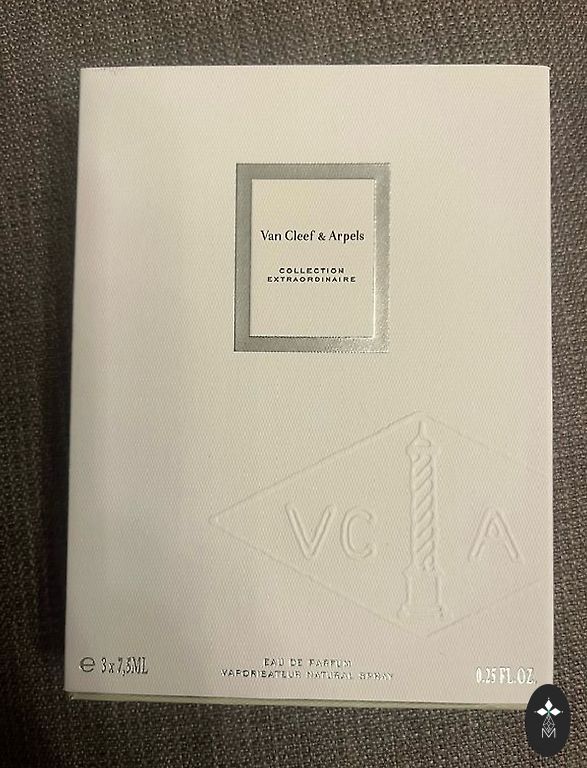 Van Cleef & Arpels
COLLECTION
EXTRAORDINAIRE
VC A
℮ 3 x 7,5ML
EAU DE PARFUM
VAPORISATEUR NATURAL SPRAY
0.25 FL.OZ.
M